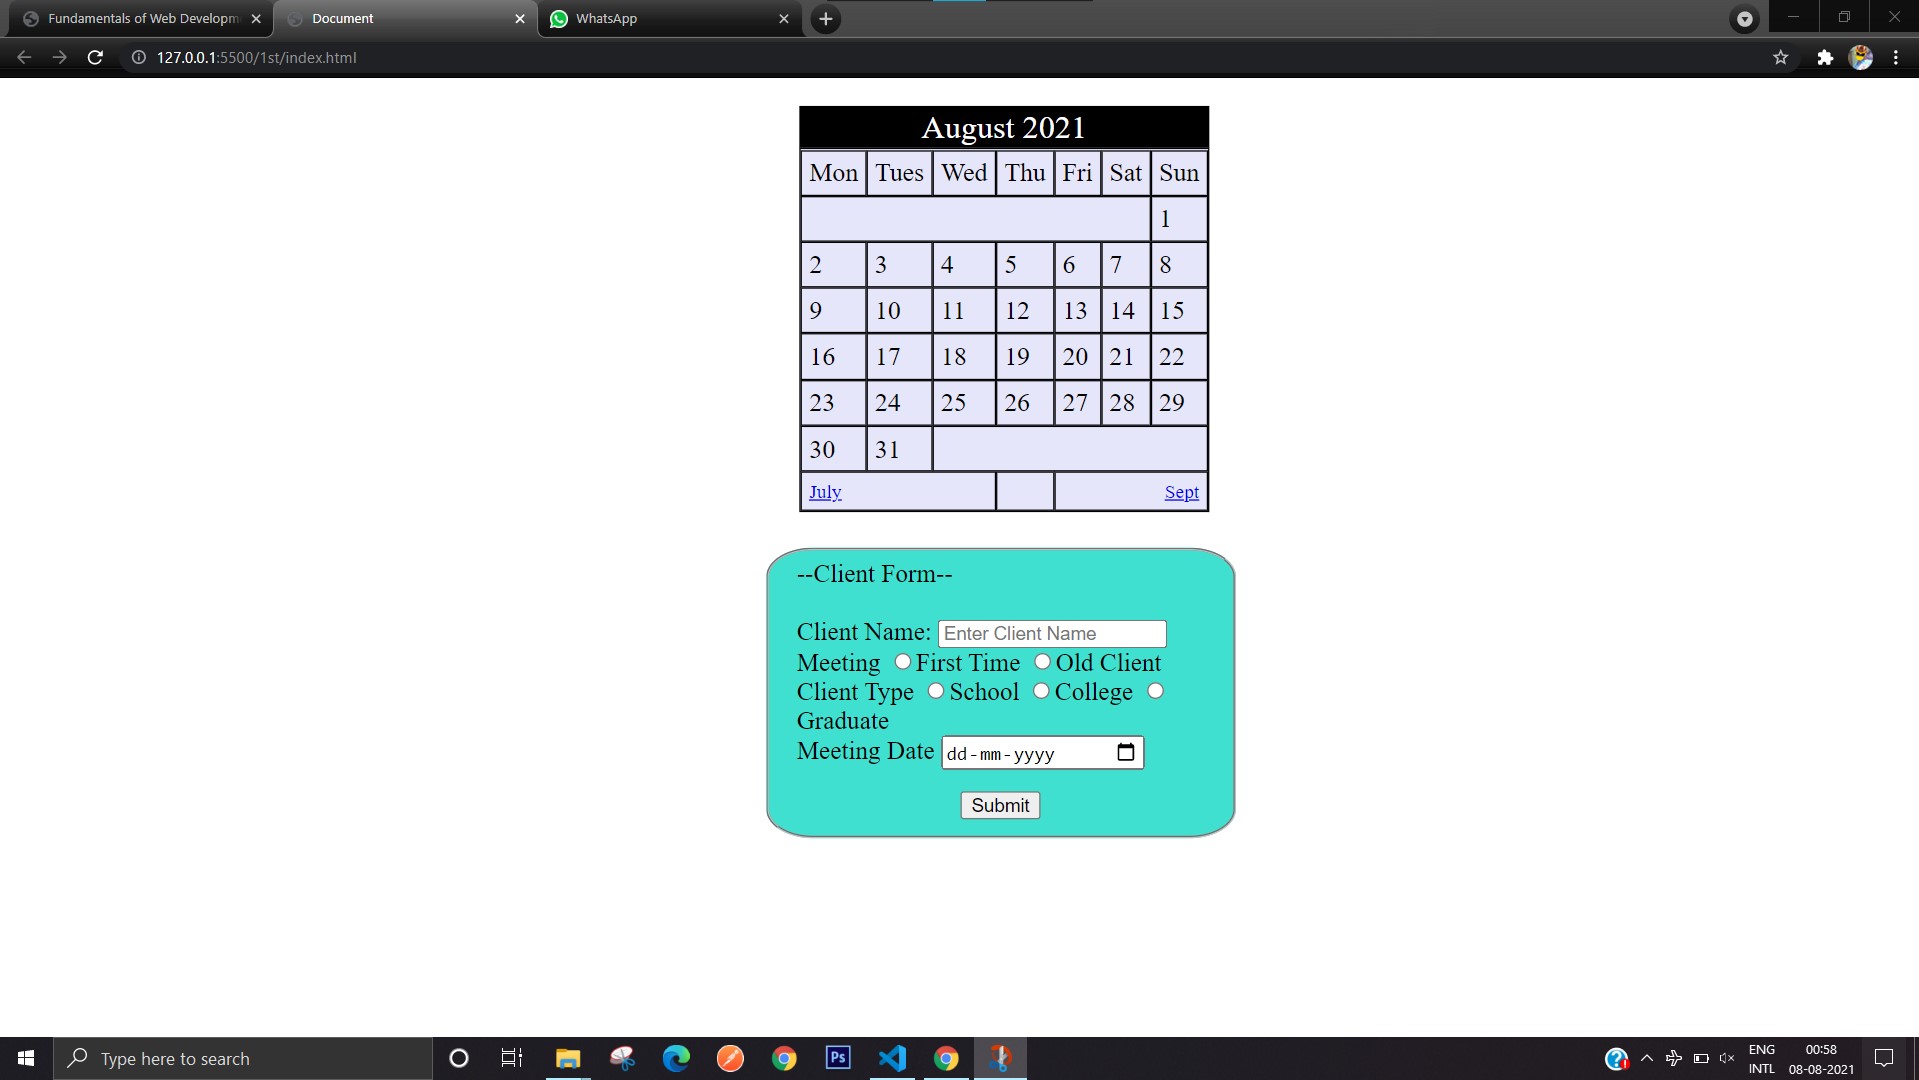 Fundamentals of Web Developm
Document
WhatsApp
127.0.0.1:5500/1st/index.html
August 2021
Mon Tues Wed Thu Fri Sat Sun
1
2 3 4 5 6 7 8
9 10 11 12 13 14 15
16 17 18 19 20 21 22
23 24 25 26 27 28 29
30 31
July Sept
--Client Form--
Client Name: Enter Client Name
Meeting First Time Old Client
Client Type School College
Graduate
Meeting Date dd-mm-yyyy
Submit
Type here to search
Ps
ENG
INTL
00:58
08-08-2021